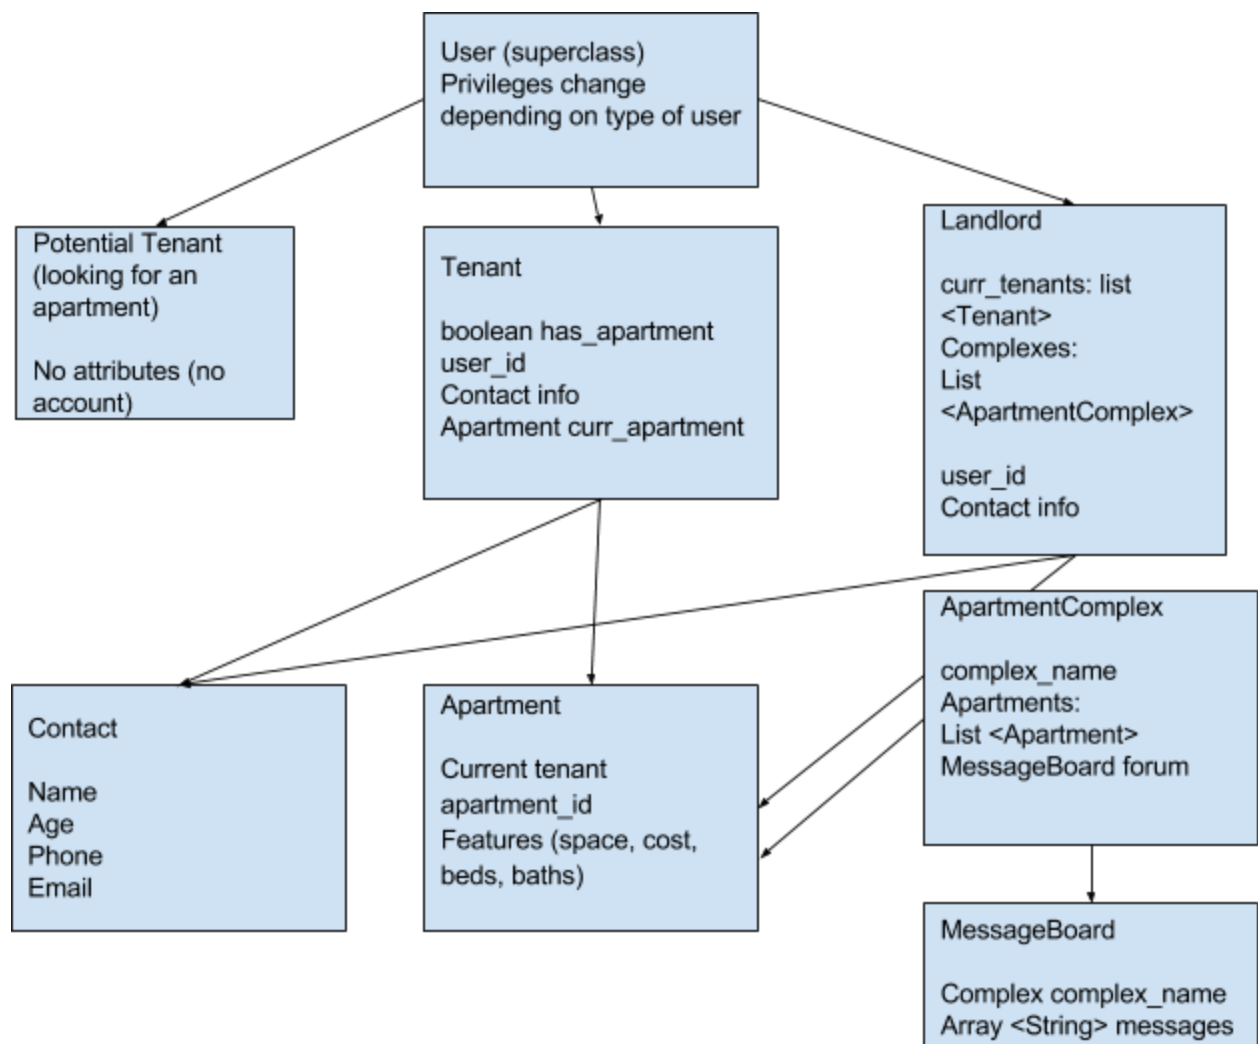 User (superclass)
Privileges change
depending on type of user
Potential Tenant
(looking for an
apartment)
No attributes (no
account)
Tenant
boolean has_apartment
user_id
Contact info
Apartment curr_apartment
Landlord
curr_tenants: list
<Tenant>
Complexes:
List
<ApartmentComplex>
user_id
Contact info
Contact
Name
Age
Phone
Email
Apartment
Current tenant
apartment_id
Features (space, cost,
beds, baths)
ApartmentComplex
complex_name
Apartments:
List <Apartment>
MessageBoard forum
MessageBoard
Complex complex_name
Array <String> messages